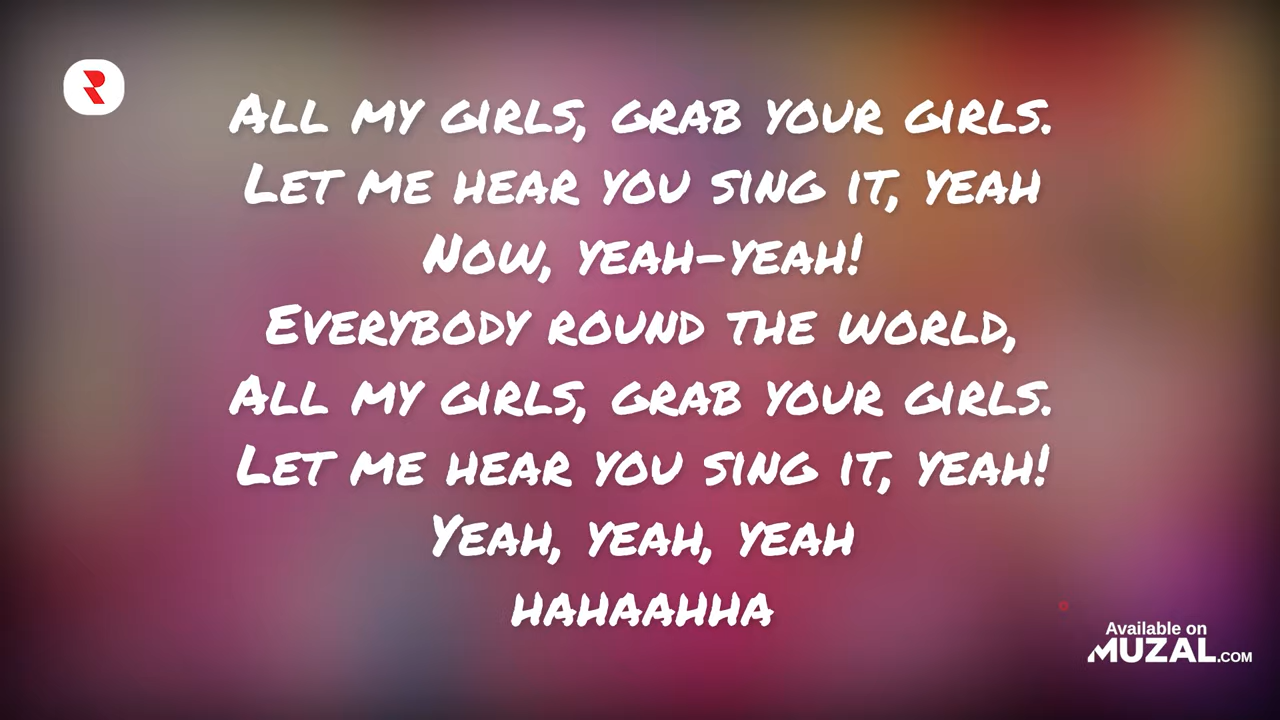 All my girls, grab your girls.
Let me hear you sing it, yeah
Now, yeah-yeah!
Everybody round the world,
All my girls, grab your girls.
Let me hear you sing it, yeah!
Yeah, yeah, yeah
hahaahha
Available on
MUZAL.COM